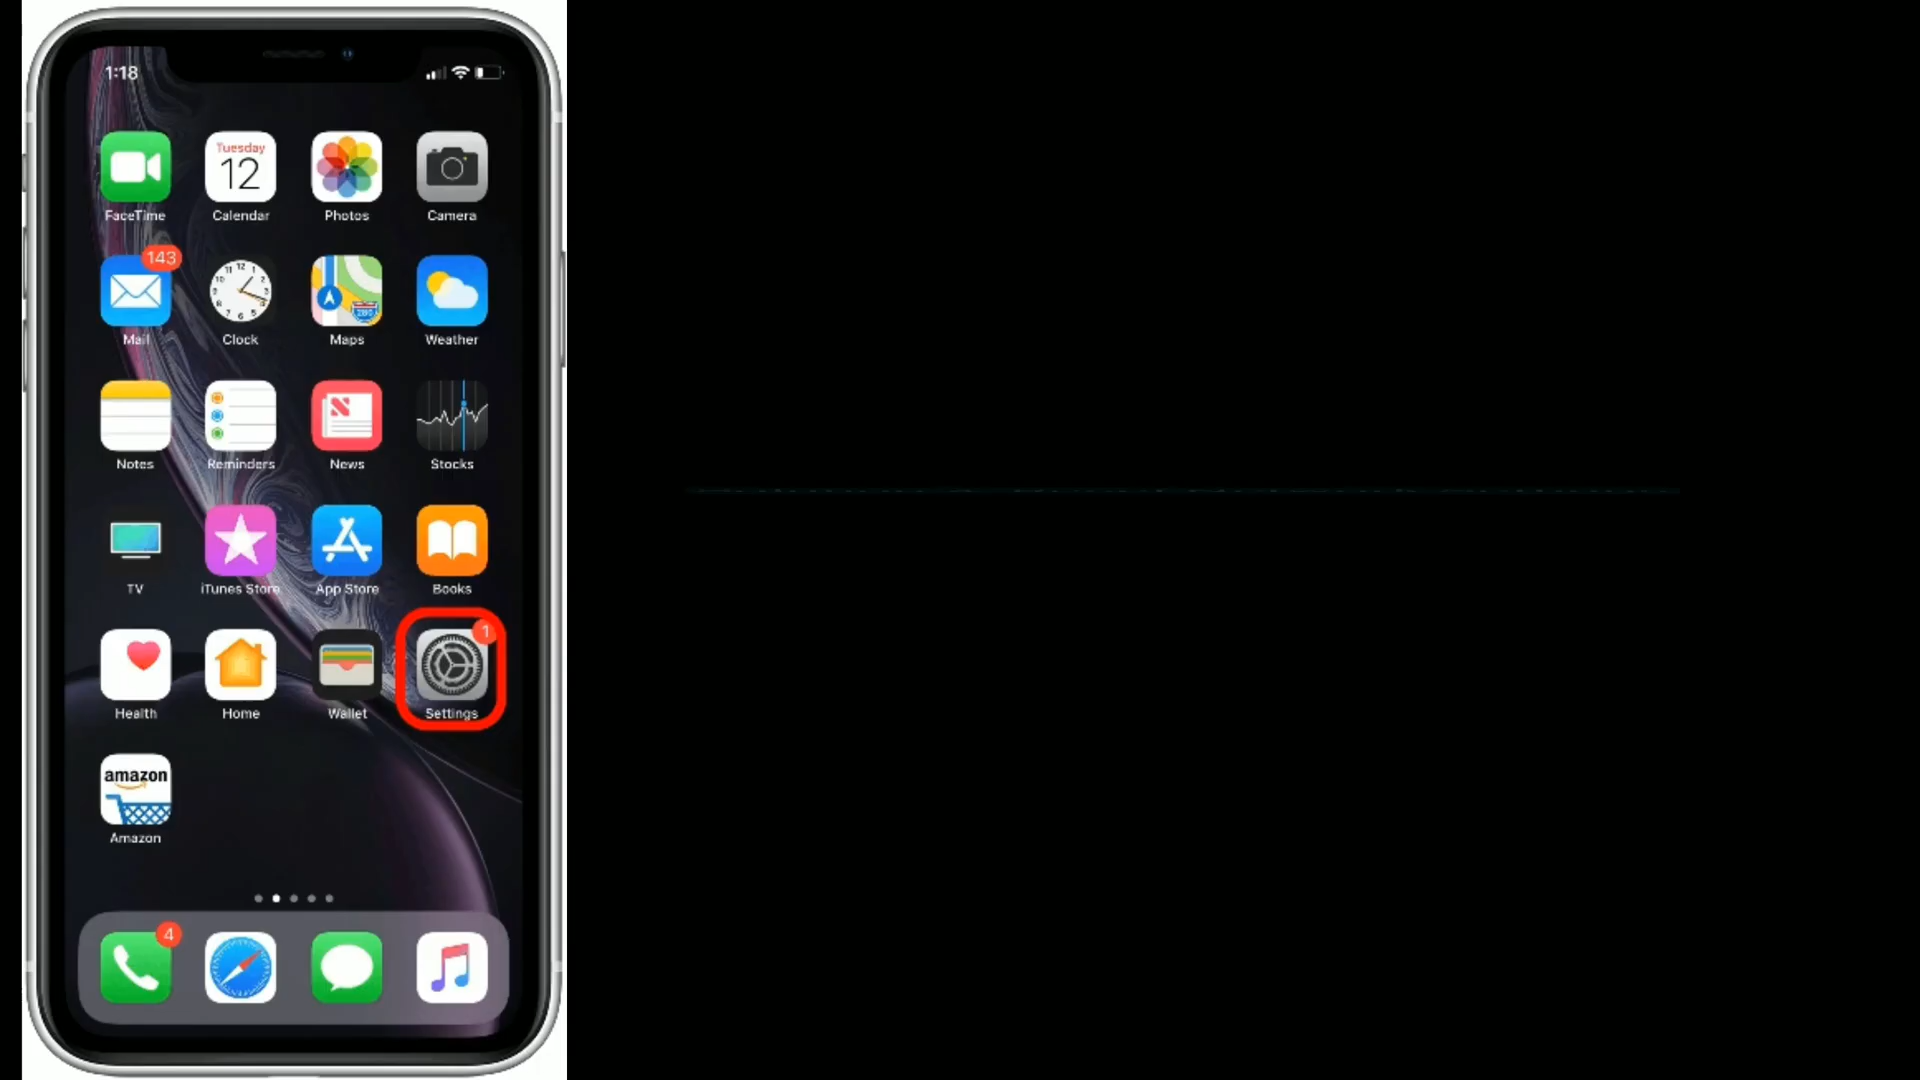 1:18
Tuesday
12
FaceTime
Calendar
Photos
Camera
143
Mail
Clock
Maps
Weather
280
Notes
Reminders
News
Stocks
TV
iTunes Store
App Store
Books
1
Health
Home
Wallet
Settings
amazon
Amazon
4